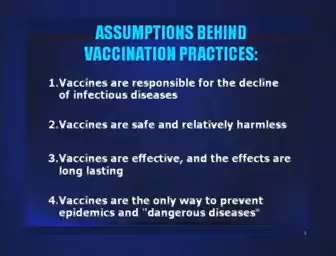 ASSUMPTIONS BEHIND
VACCINATION PRACTICES:
1.Vaccines are responsible for the decline
of infectious diseases
2.Vaccines are safe and relatively harmless
3.Vaccines are effective, and the effects are
long lasting
4.Vaccines are the only way to prevent
epidemics and "dangerous diseases"